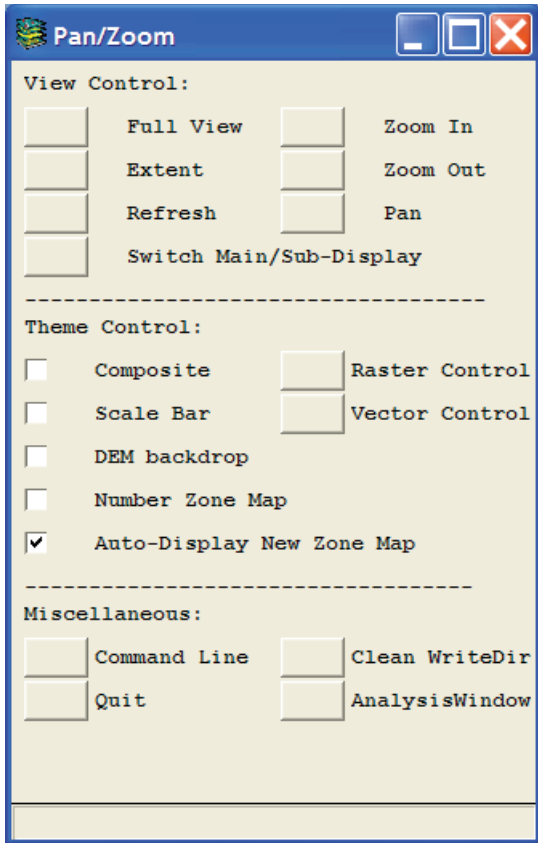 Pan/Zoom
View Control:
Full View Zoom In
Extent Zoom Out
Refresh Pan
Switch Main/Sub-Display
------------------------------------
Theme Control:
Composite Raster Control
Scale Bar Vector Control
DEM backdrop
Number Zone Map
Auto-Display New Zone Map
-----------------------------------
Miscellaneous:
Command Line Clean WriteDir
Quit AnalysisWindow